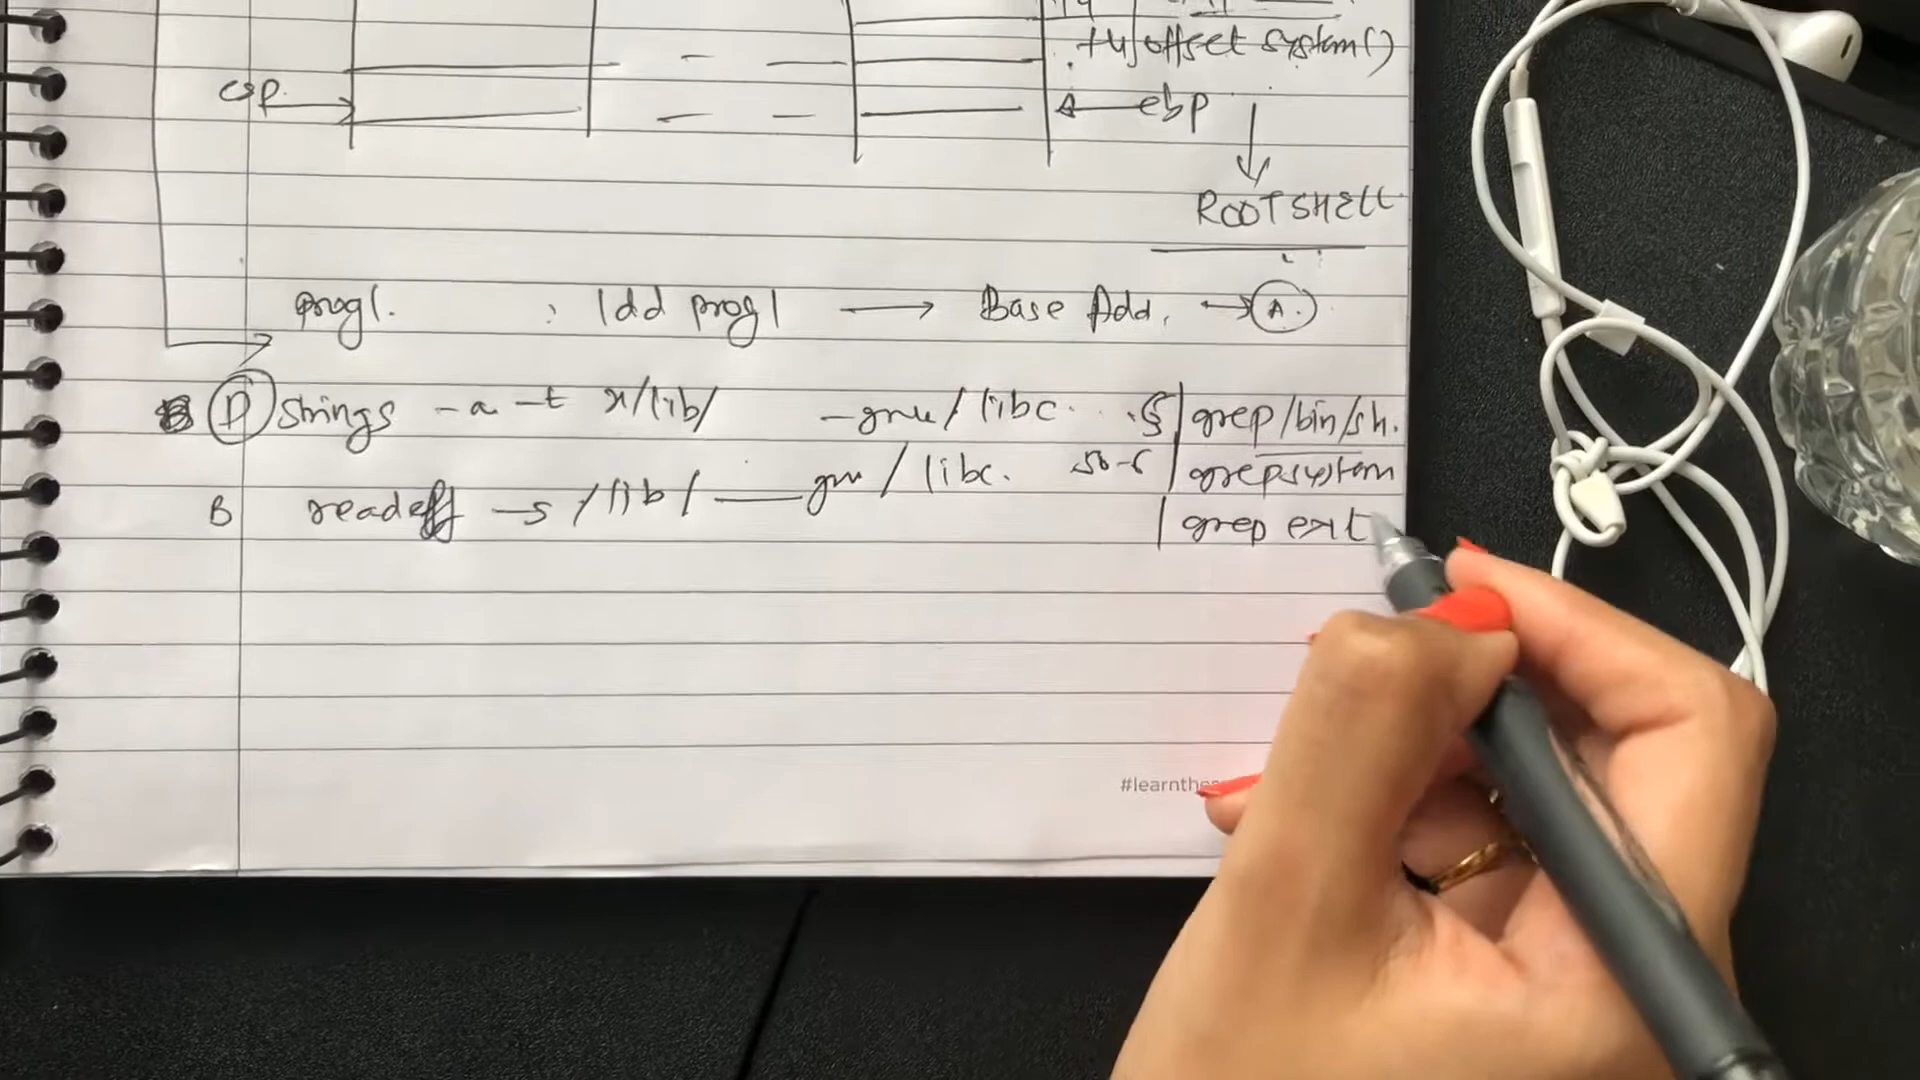 +4/offset system()
esp.
ebp
ROOTSHELL
prog1. : ldd prog1 → Base Add. → A.
D strings -a -t x/lib/ -gnu/libc. .§ | grep/bin/sh.
B readelf -s /lib/ —— gnu / libc. .so-6 | grep system
| grep exit
#learnthe